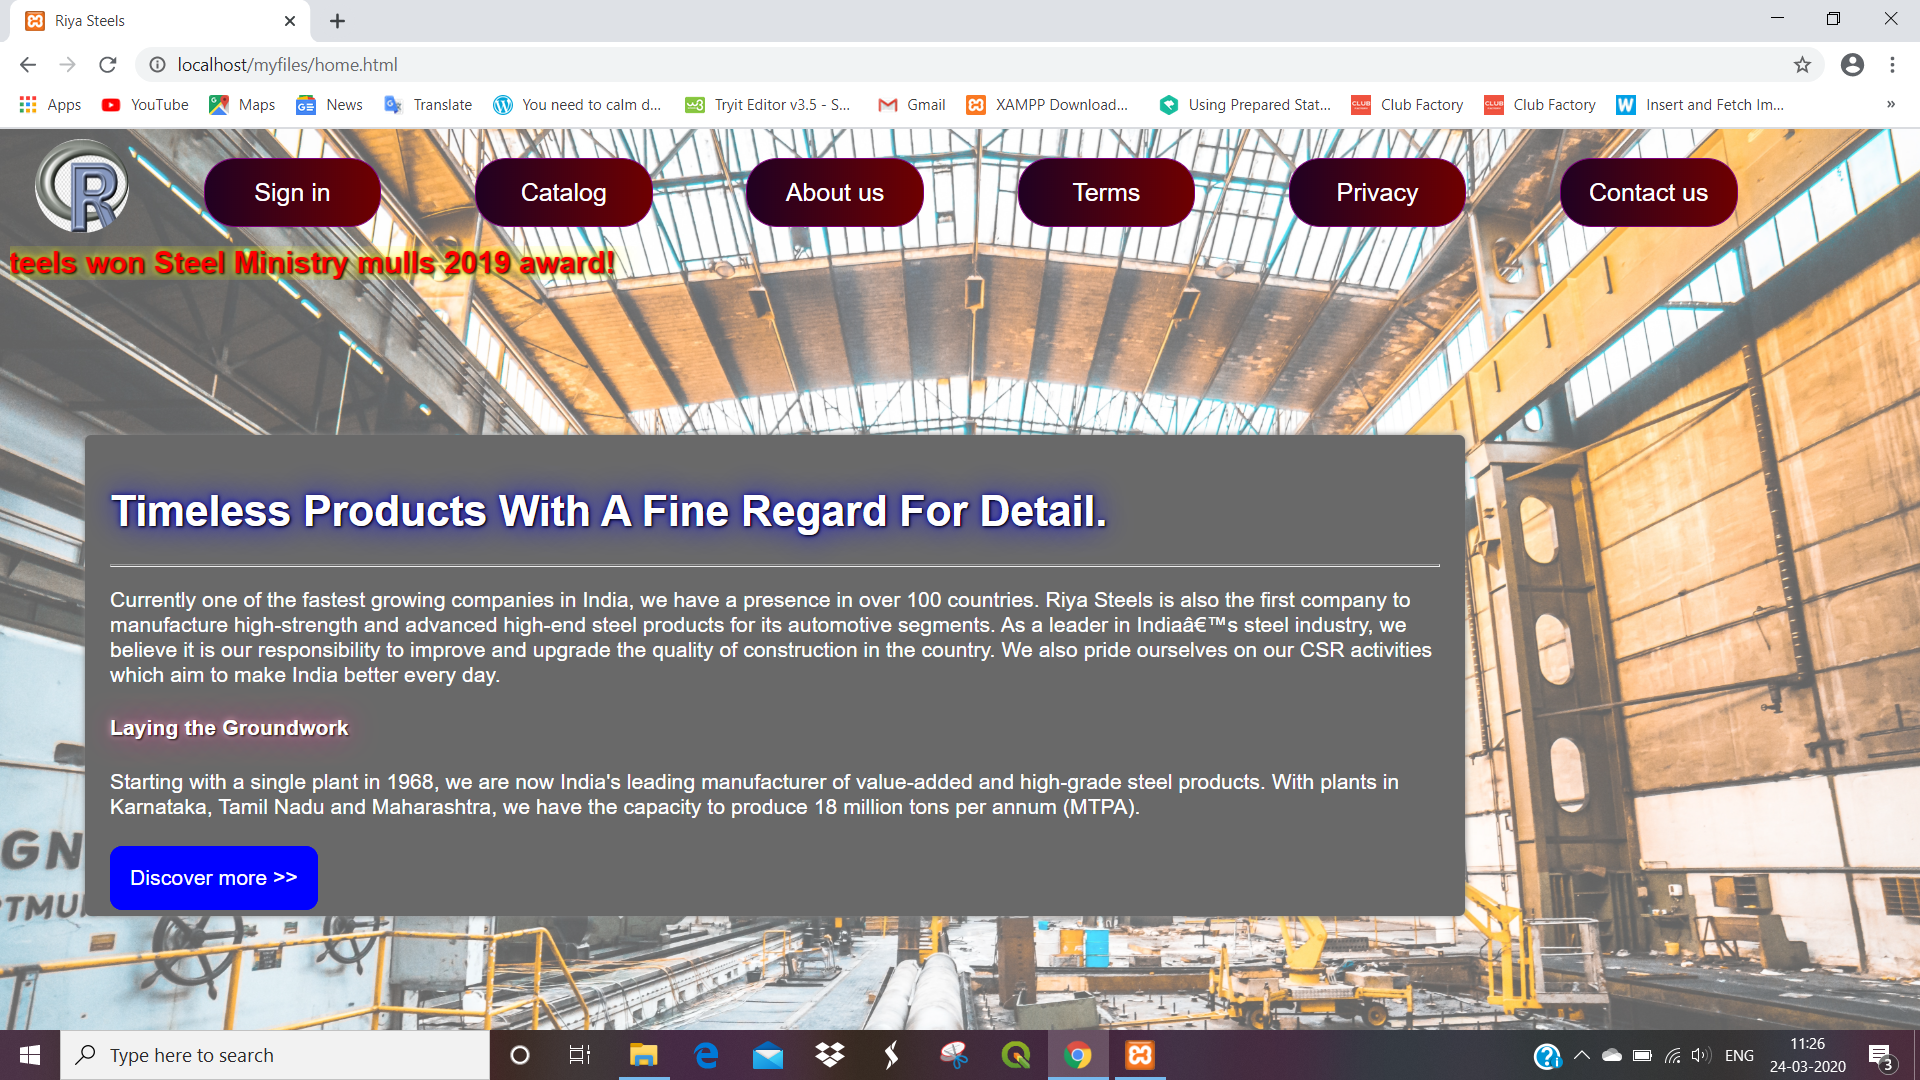 Riya Steels
localhost/myfiles/home.html
Apps YouTube Maps News Translate You need to calm d... Tryit Editor v3.5 - S... Gmail XAMPP Download... Using Prepared Stat... Club Factory Club Factory Insert and Fetch Im... »
R Sign in Catalog About us Terms Privacy Contact us
teels won Steel Ministry mulls 2019 award!
Timeless Products With A Fine Regard For Detail.
Currently one of the fastest growing companies in India, we have a presence in over 100 countries. Riya Steels is also the first company to
manufacture high-strength and advanced high-end steel products for its automotive segments. As a leader in Indiaâ€™s steel industry, we
believe it is our responsibility to improve and upgrade the quality of construction in the country. We also pride ourselves on our CSR activities
which aim to make India better every day.
Laying the Groundwork
Starting with a single plant in 1968, we are now India's leading manufacturer of value-added and high-grade steel products. With plants in
Karnataka, Tamil Nadu and Maharashtra, we have the capacity to produce 18 million tons per annum (MTPA).
GN
TMU
Discover more >>
Type here to search
ENG
11:26
24-03-2020
3